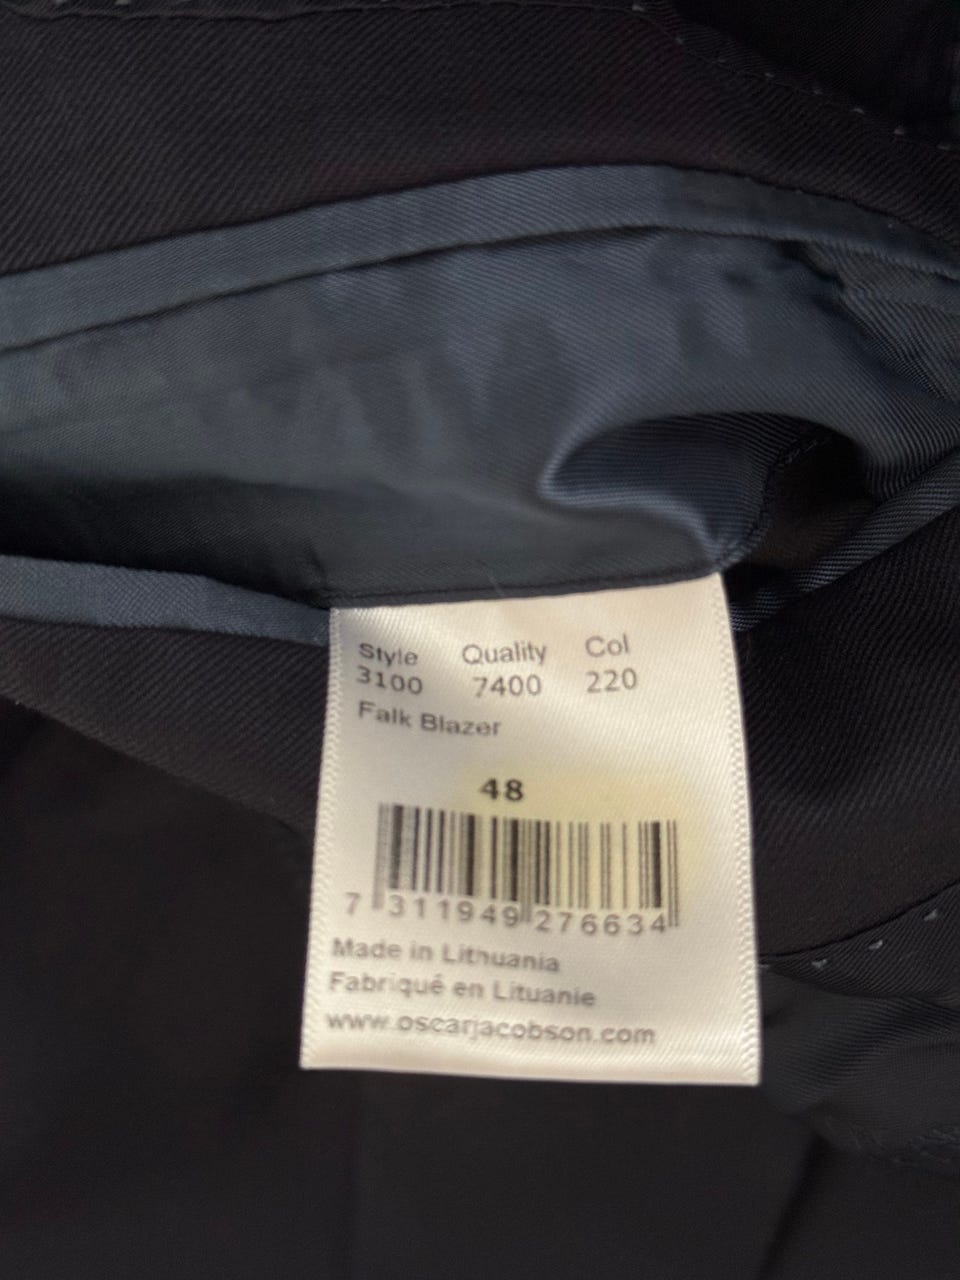 Style Quality Col
3100 7400 220
Falk Blazer
48
7 311949 276634
Made in Lithuania
Fabriqué en Lituanie
www.oscarjacobson.com